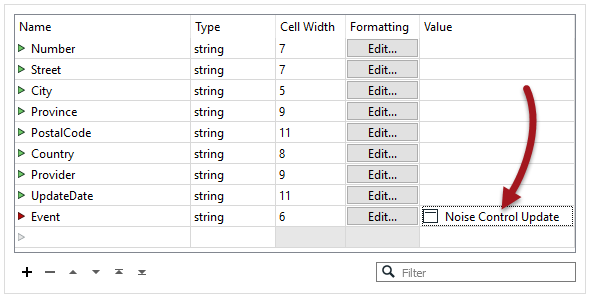 Name Type Cell Width Formatting Value
Number string 7 Edit...
Street string 7 Edit...
City string 5 Edit...
Province string 9 Edit...
PostalCode string 11 Edit...
Country string 8 Edit...
Provider string 9 Edit...
UpdateDate string 11 Edit...
Event string 6 Edit... Noise Control Update
Filter